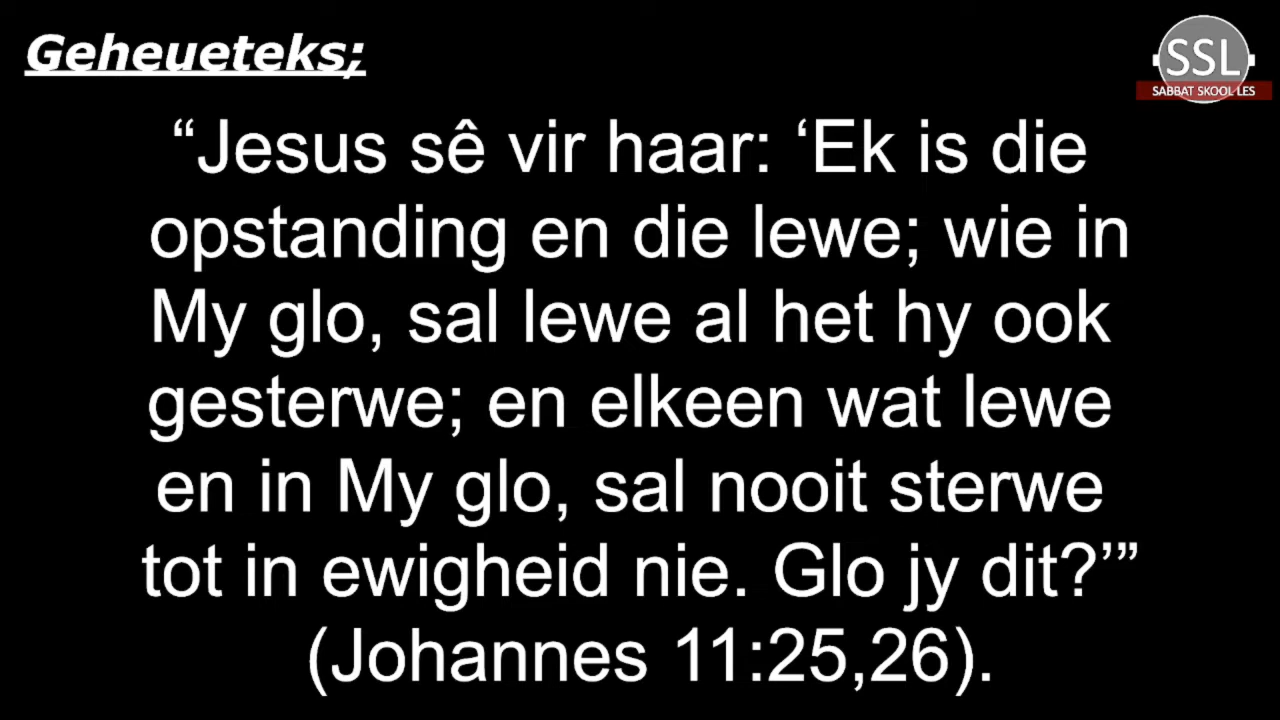 Geheueteks;
SSL
SABBAT SKOOL LES
“Jesus sê vir haar: ‘Ek is die
opstanding en die lewe; wie in
My glo, sal lewe al het hy ook
gesterwe; en elkeen wat lewe
en in My glo, sal nooit sterwe
tot in ewigheid nie. Glo jy dit?’”
(Johannes 11:25,26).